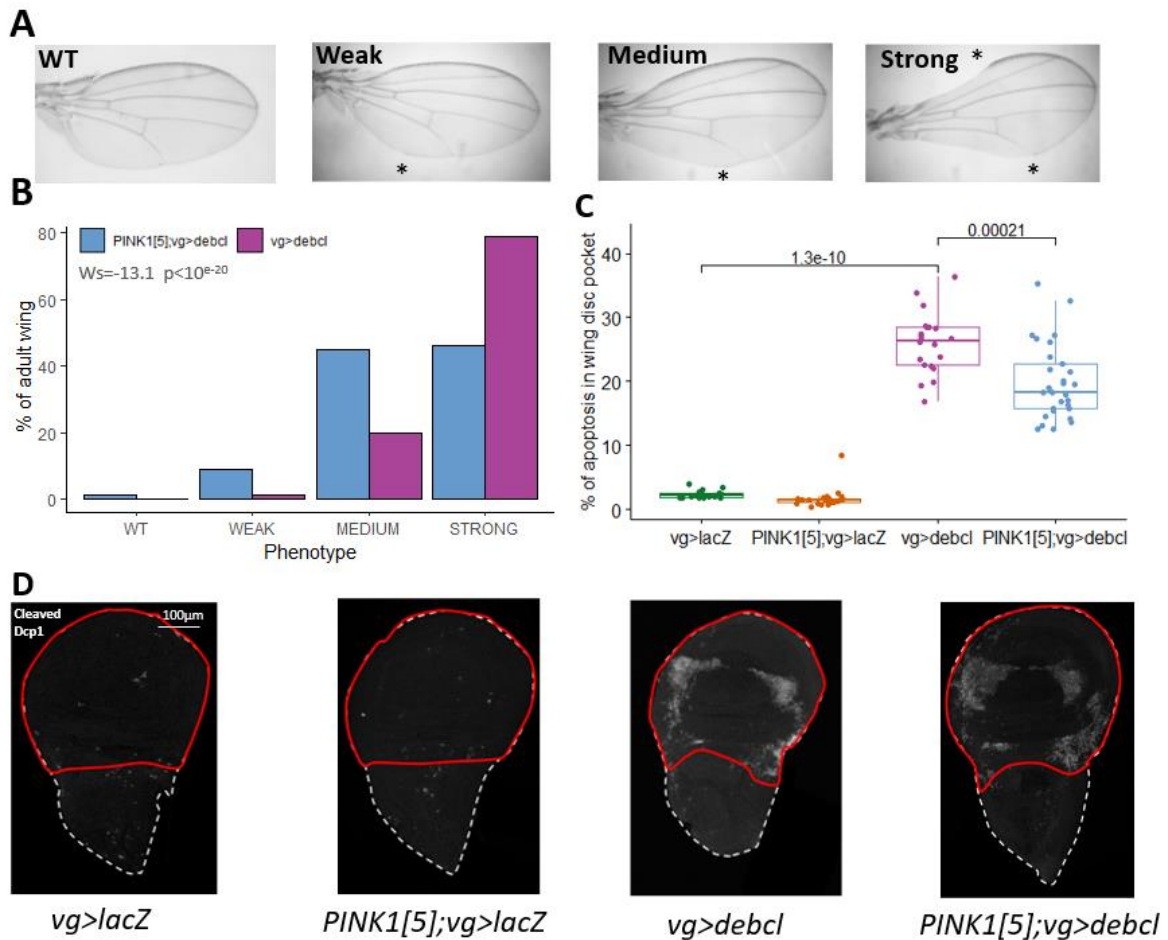 A
WT
Weak
Medium
Strong
*
*
*
*
B
80
60
40
20
0
% of adult wing
PINK1[5];vg>debcl
vg>debcl
Ws=-13.1 p<10e-20
WT
WEAK
MEDIUM
STRONG
Phenotype
C
0.00021
1.3e-10
40
30
20
10
0
% of apoptosis in wing disc pocket
vg>lacZ
PINK1[5];vg>lacZ
vg>debcl
PINK1[5];vg>debcl
D
Cleaved
Dcp1
100µm
vg>lacZ
PINK1[5];vg>lacZ
vg>debcl
PINK1[5];vg>debcl